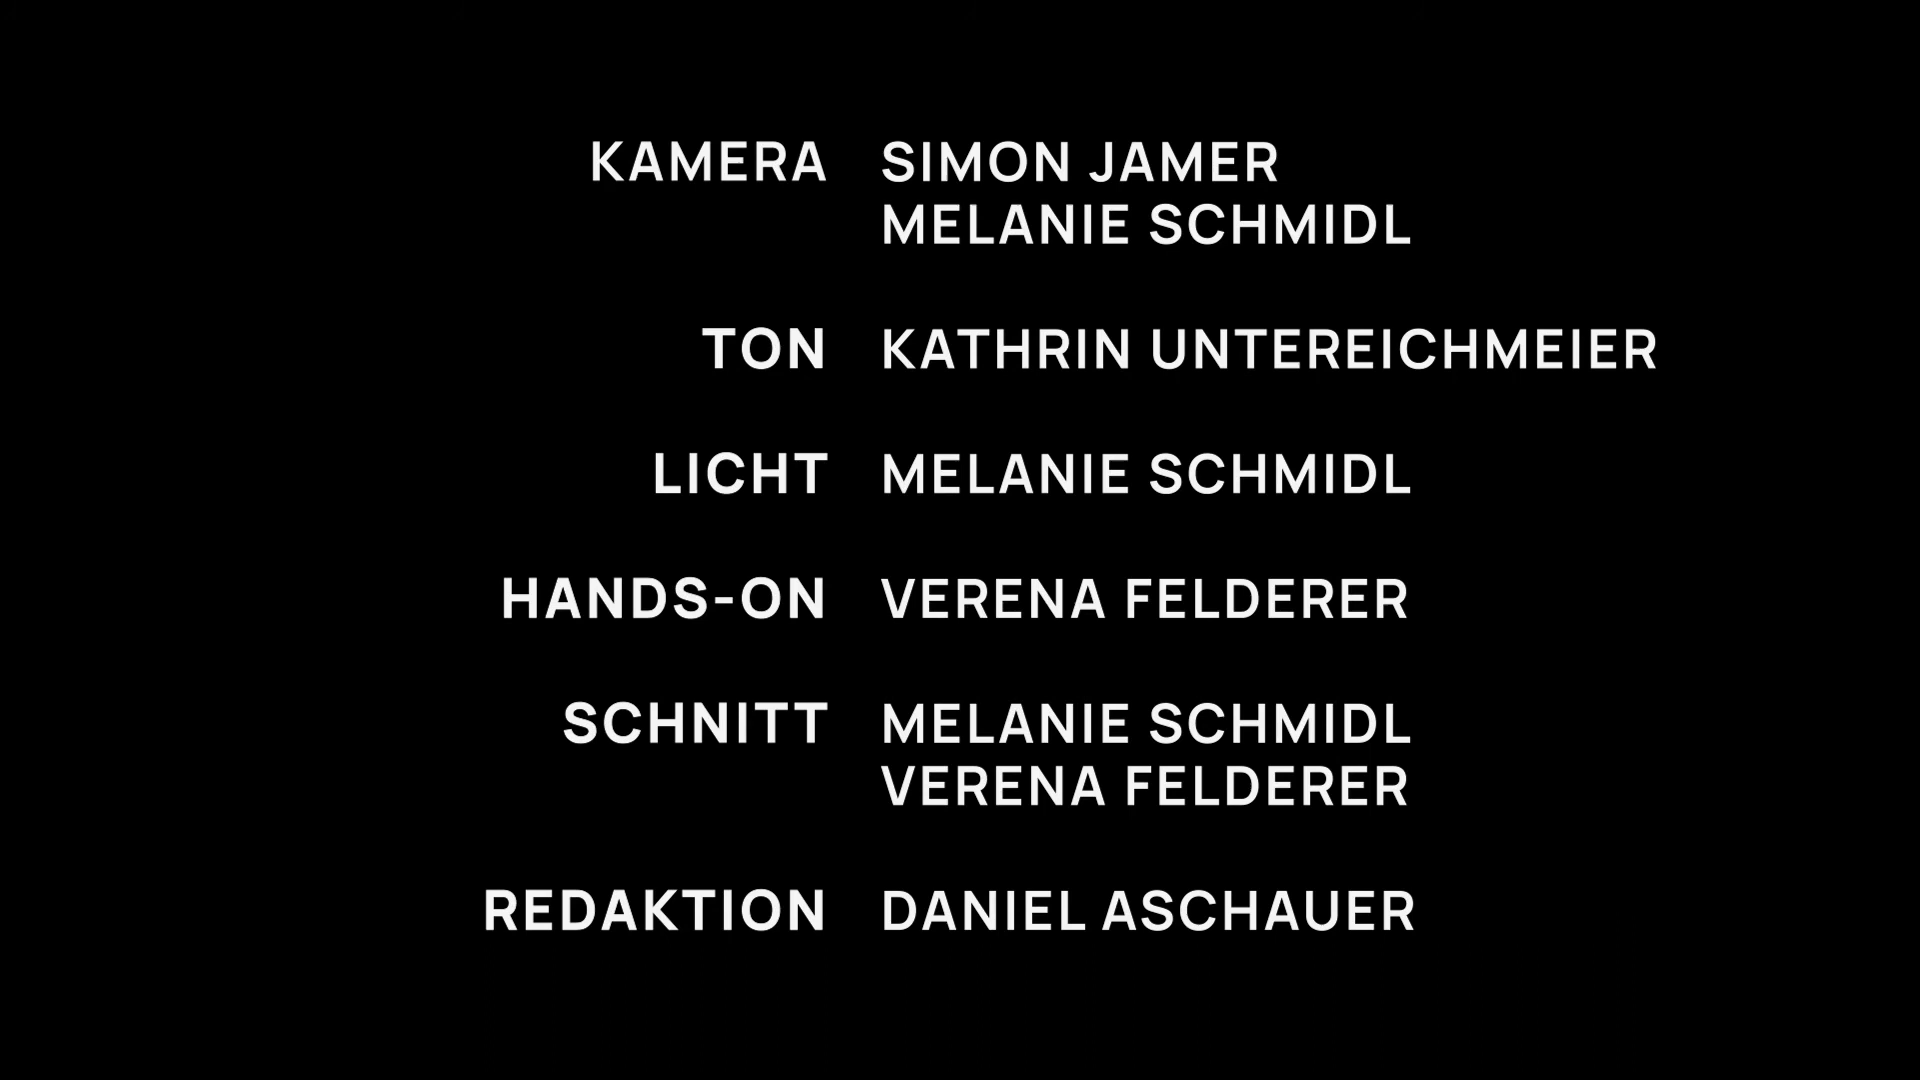 KAMERA SIMON JAMER
MELANIE SCHMIDL
TON KATHRIN UNTEREICHMEIER
LICHT MELANIE SCHMIDL
HANDS-ON VERENA FELDERER
SCHNITT MELANIE SCHMIDL
VERENA FELDERER
REDAKTION DANIEL ASCHAUER